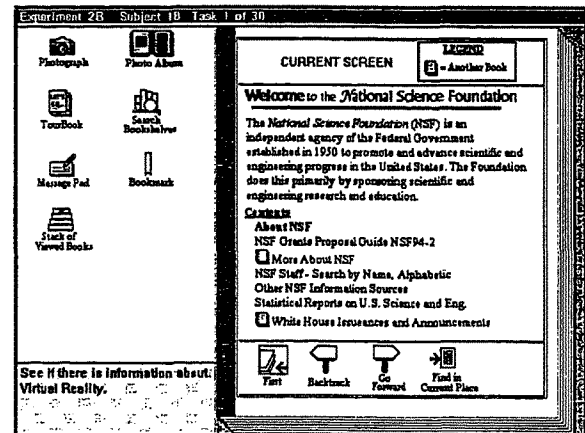 Experiment 2B Subject 1B Task 1 of 30
Photograph
Photo Album
TourBook
Search
Bookshelves
Message Pad
Bookmark
Stack of
Viewed Books
See if there is information about:
Virtual Reality.
CURRENT SCREEN
LEGEND
= Another Book
Welcome to the National Science Foundation
The National Science Foundation (NSF) is an
independent agency of the Federal Government
established in 1950 to promote and advance scientific and
engineering progress in the United States. The Foundation
does this primarily by sponsoring scientific and
engineering research and education.
Contents
About NSF
NSF Grants Proposal Guide NSF94-2
More About NSF
NSF Staff - Search by Name, Alphabetic
Other NSF Information Sources
Statistical Reports on U.S. Science and Eng.
White House Issuances and Announcements
First
Backtrack
Go
Forward
Find in
Current Place